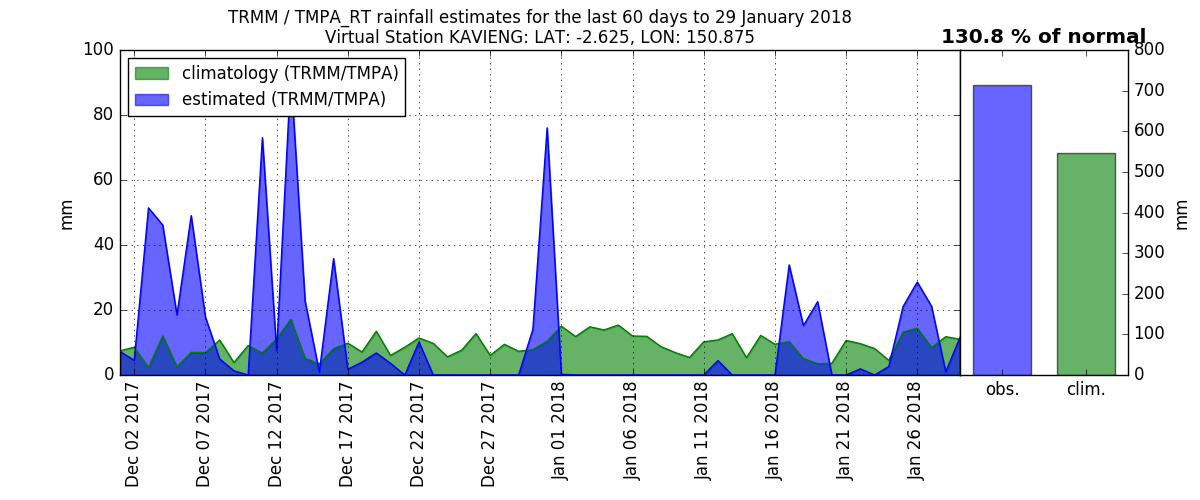 TRMM / TMPA_RT rainfall estimates for the last 60 days to 29 January 2018
Virtual Station KAVIENG: LAT: -2.625, LON: 150.875
130.8 % of normal
climatology (TRMM/TMPA)
estimated (TRMM/TMPA)
100
80
60
40
20
0
mm
Dec 02 2017
Dec 07 2017
Dec 12 2017
Dec 17 2017
Dec 22 2017
Dec 27 2017
Jan 01 2018
Jan 06 2018
Jan 11 2018
Jan 16 2018
Jan 21 2018
Jan 26 2018
800
700
600
500
400
300
200
100
0
mm
obs.
clim.